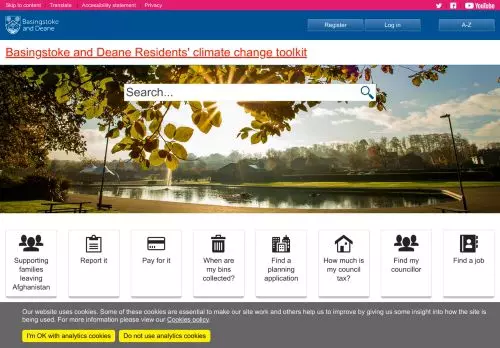 Skip to content
Translate
Accessibility statement
Privacy
YouTube
Basingstoke
and Deane
Register
Log in
A-Z
Basingstoke and Deane Residents' climate change toolkit
Search...
Supporting
families
leaving
Afghanistan
Report it
Pay for it
When are
my bins
collected?
Find a
planning
application
How much is
my council
tax?
Find my
councillor
Find a job
Our website uses cookies. Some of these cookies are essential to make our site work and others help us to improve by giving us some insight into how the site is
being used. For more information please view our Cookies policy.
I'm OK with analytics cookies
Do not use analytics cookies